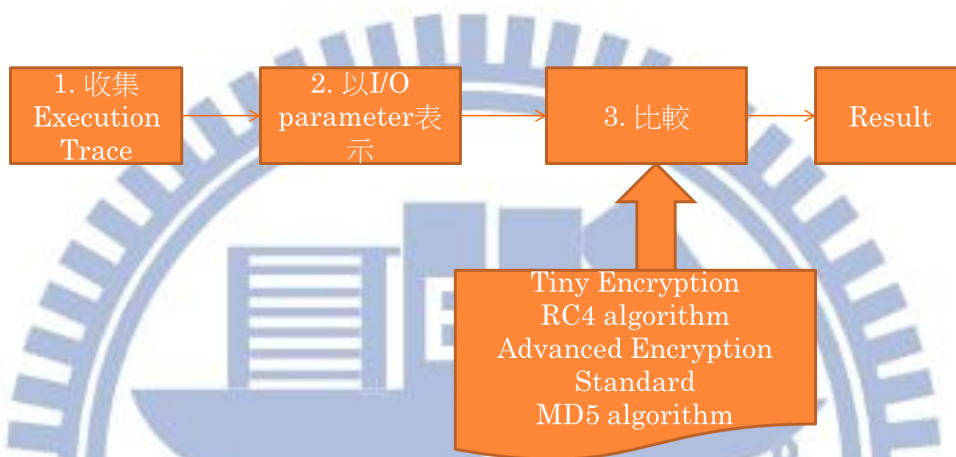 1. 收集
Execution
Trace
2. 以I/O
parameter表
示
3. 比較
Result
Tiny Encryption
RC4 algorithm
Advanced Encryption
Standard
MD5 algorithm